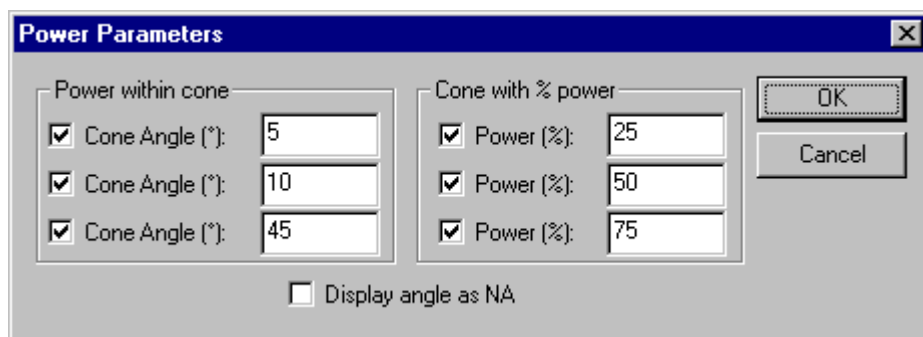 Power Parameters
Power within cone
Cone Angle (°): 5
Cone Angle (°): 10
Cone Angle (°): 45
Cone with % power
Power (%): 25
Power (%): 50
Power (%): 75
OK
Cancel
Display angle as NA